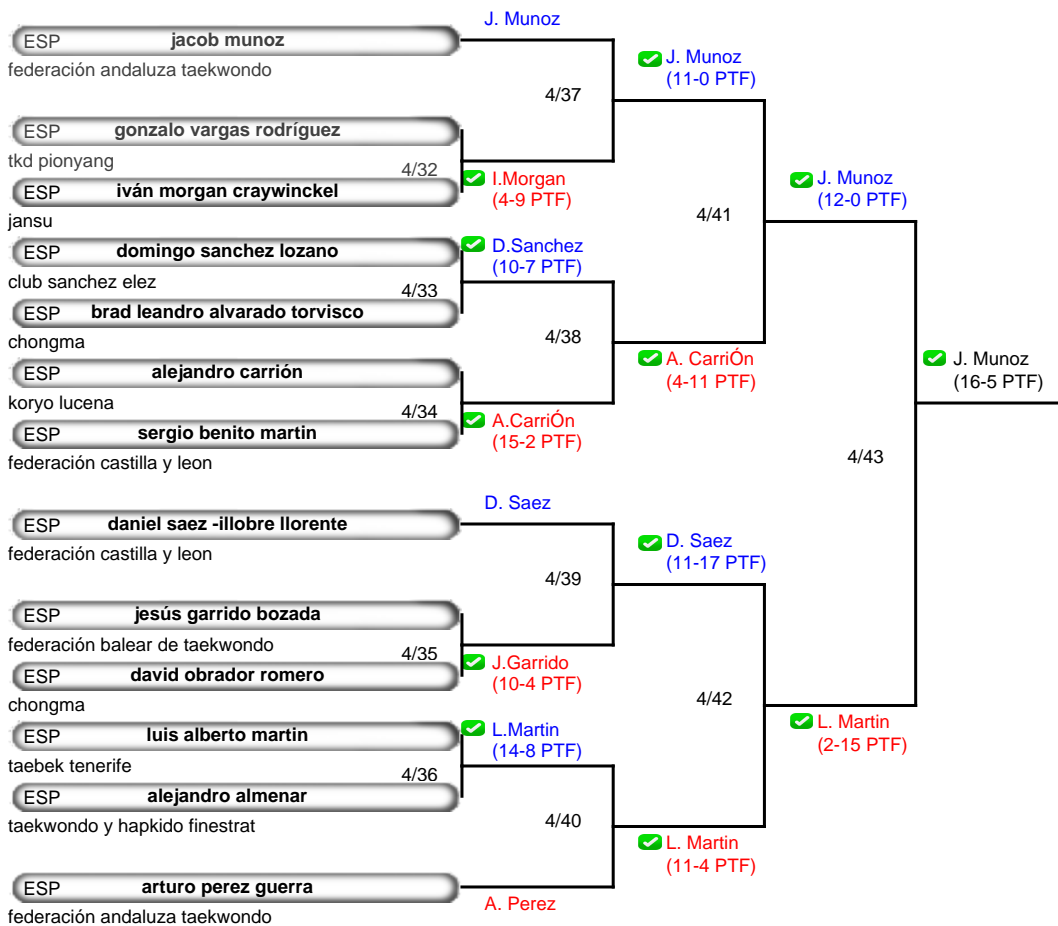 J. Munoz
ESP jacob munoz
federación andaluza taekwondo
J. Munoz
(11-0 PTF)
4/37
ESP gonzalo vargas rodríguez
tkd pionyang
4/32
I.Morgan
(4-9 PTF)
ESP iván morgan craywinckel
jansu
J. Munoz
(12-0 PTF)
4/41
ESP domingo sanchez lozano
club sanchez elez
D.Sanchez
(10-7 PTF)
4/33
ESP brad leandro alvarado torvisco
chongma
4/38
A. CarriÓn
(4-11 PTF)
J. Munoz
(16-5 PTF)
ESP alejandro carrión
koryo lucena
4/34
A.CarriÓn
(15-2 PTF)
ESP sergio benito martin
federación castilla y leon
4/43
D. Saez
ESP daniel saez -illobre llorente
federación castilla y leon
D. Saez
(11-17 PTF)
4/39
ESP jesús garrido bozada
federación balear de taekwondo
4/35
J.Garrido
(10-4 PTF)
ESP david obrador romero
chongma
4/42
L. Martin
(2-15 PTF)
ESP luis alberto martin
taebek tenerife
L.Martin
(14-8 PTF)
4/36
ESP alejandro almenar
taekwondo y hapkido finestrat
4/40
L. Martin
(11-4 PTF)
ESP arturo perez guerra
federación andaluza taekwondo
A. Perez